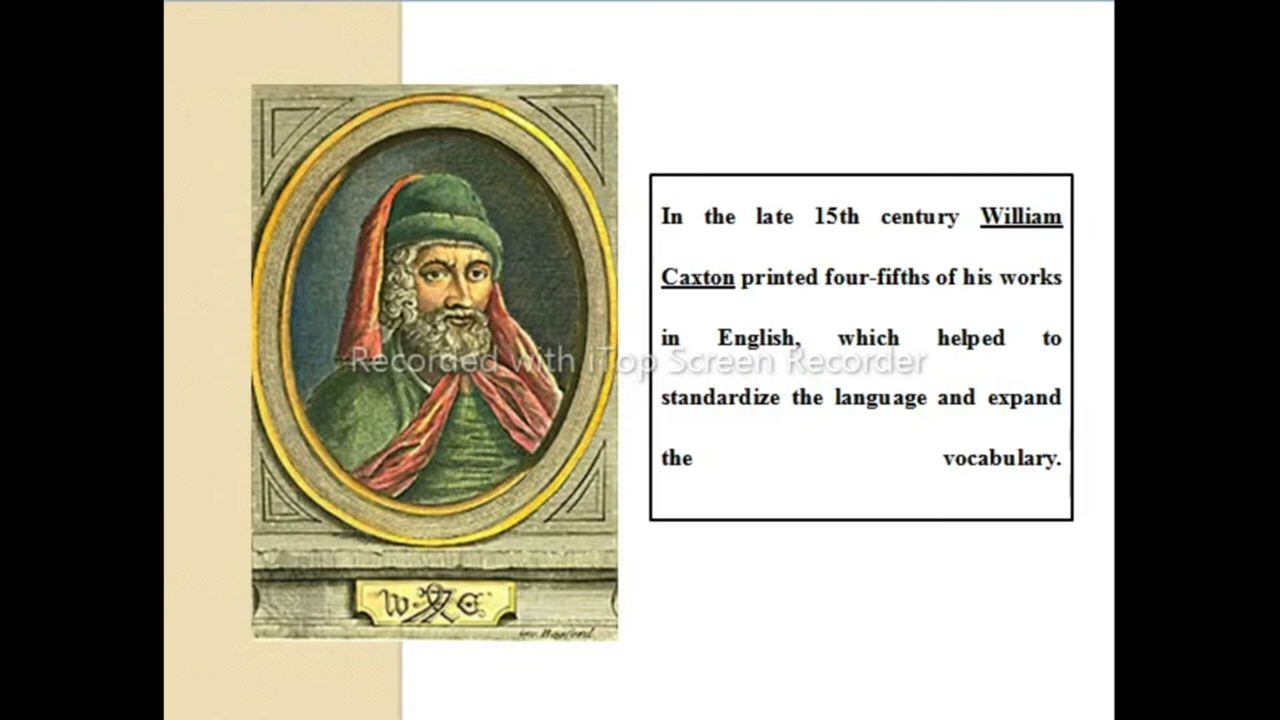 In the late 15th century William
Caxton printed four-fifths of his works
in English, which helped to
standardize the language and expand
the vocabulary.
Recorded with iTop Screen Recorder
W C